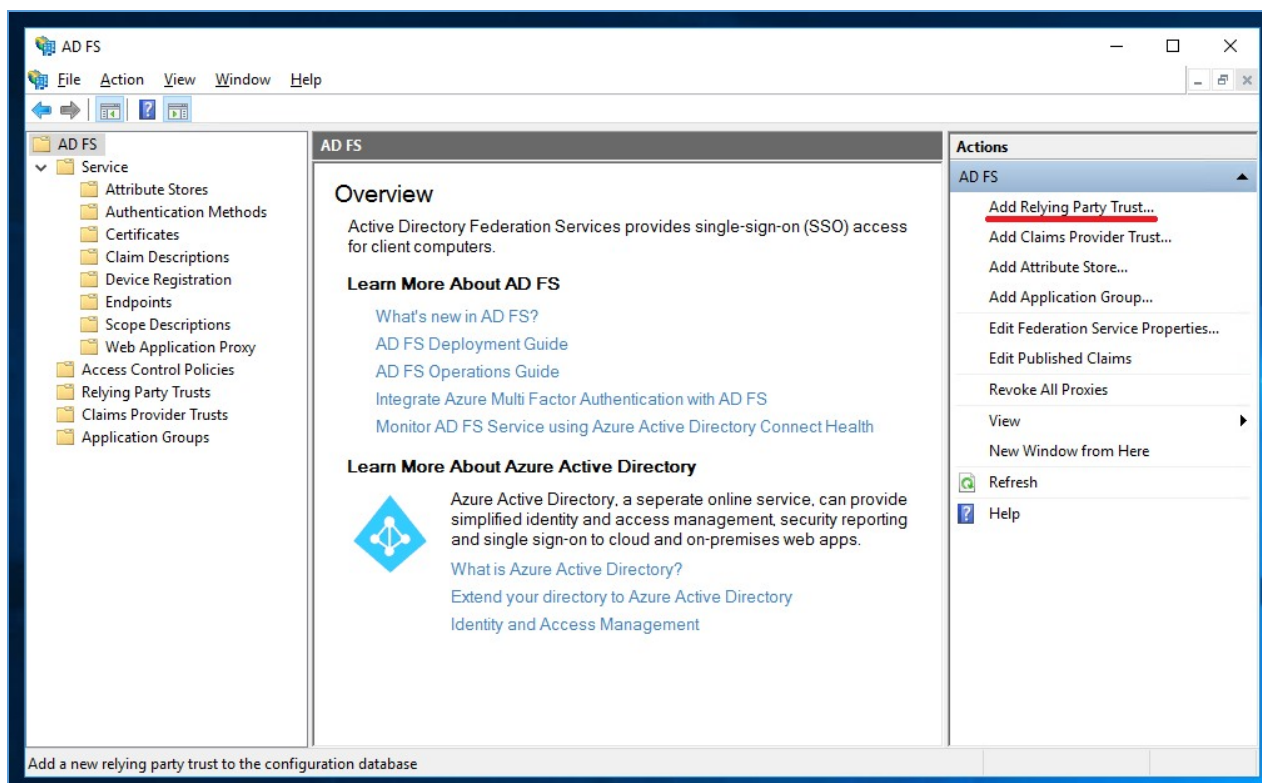 AD FS
File Action View Window Help
AD FS
Service
Attribute Stores
Authentication Methods
Certificates
Claim Descriptions
Device Registration
Endpoints
Scope Descriptions
Web Application Proxy
Access Control Policies
Relying Party Trusts
Claims Provider Trusts
Application Groups
AD FS
Overview
Active Directory Federation Services provides single-sign-on (SSO) access
for client computers.
Learn More About AD FS
What's new in AD FS?
AD FS Deployment Guide
AD FS Operations Guide
Integrate Azure Multi Factor Authentication with AD FS
Monitor AD FS Service using Azure Active Directory Connect Health
Learn More About Azure Active Directory
Azure Active Directory, a seperate online service, can provide
simplified identity and access management, security reporting
and single sign-on to cloud and on-premises web apps.
What is Azure Active Directory?
Extend your directory to Azure Active Directory
Identity and Access Management
Actions
AD FS
Add Relying Party Trust...
Add Claims Provider Trust...
Add Attribute Store...
Add Application Group...
Edit Federation Service Properties...
Edit Published Claims
Revoke All Proxies
View
New Window from Here
Refresh
Help
Add a new relying party trust to the configuration database